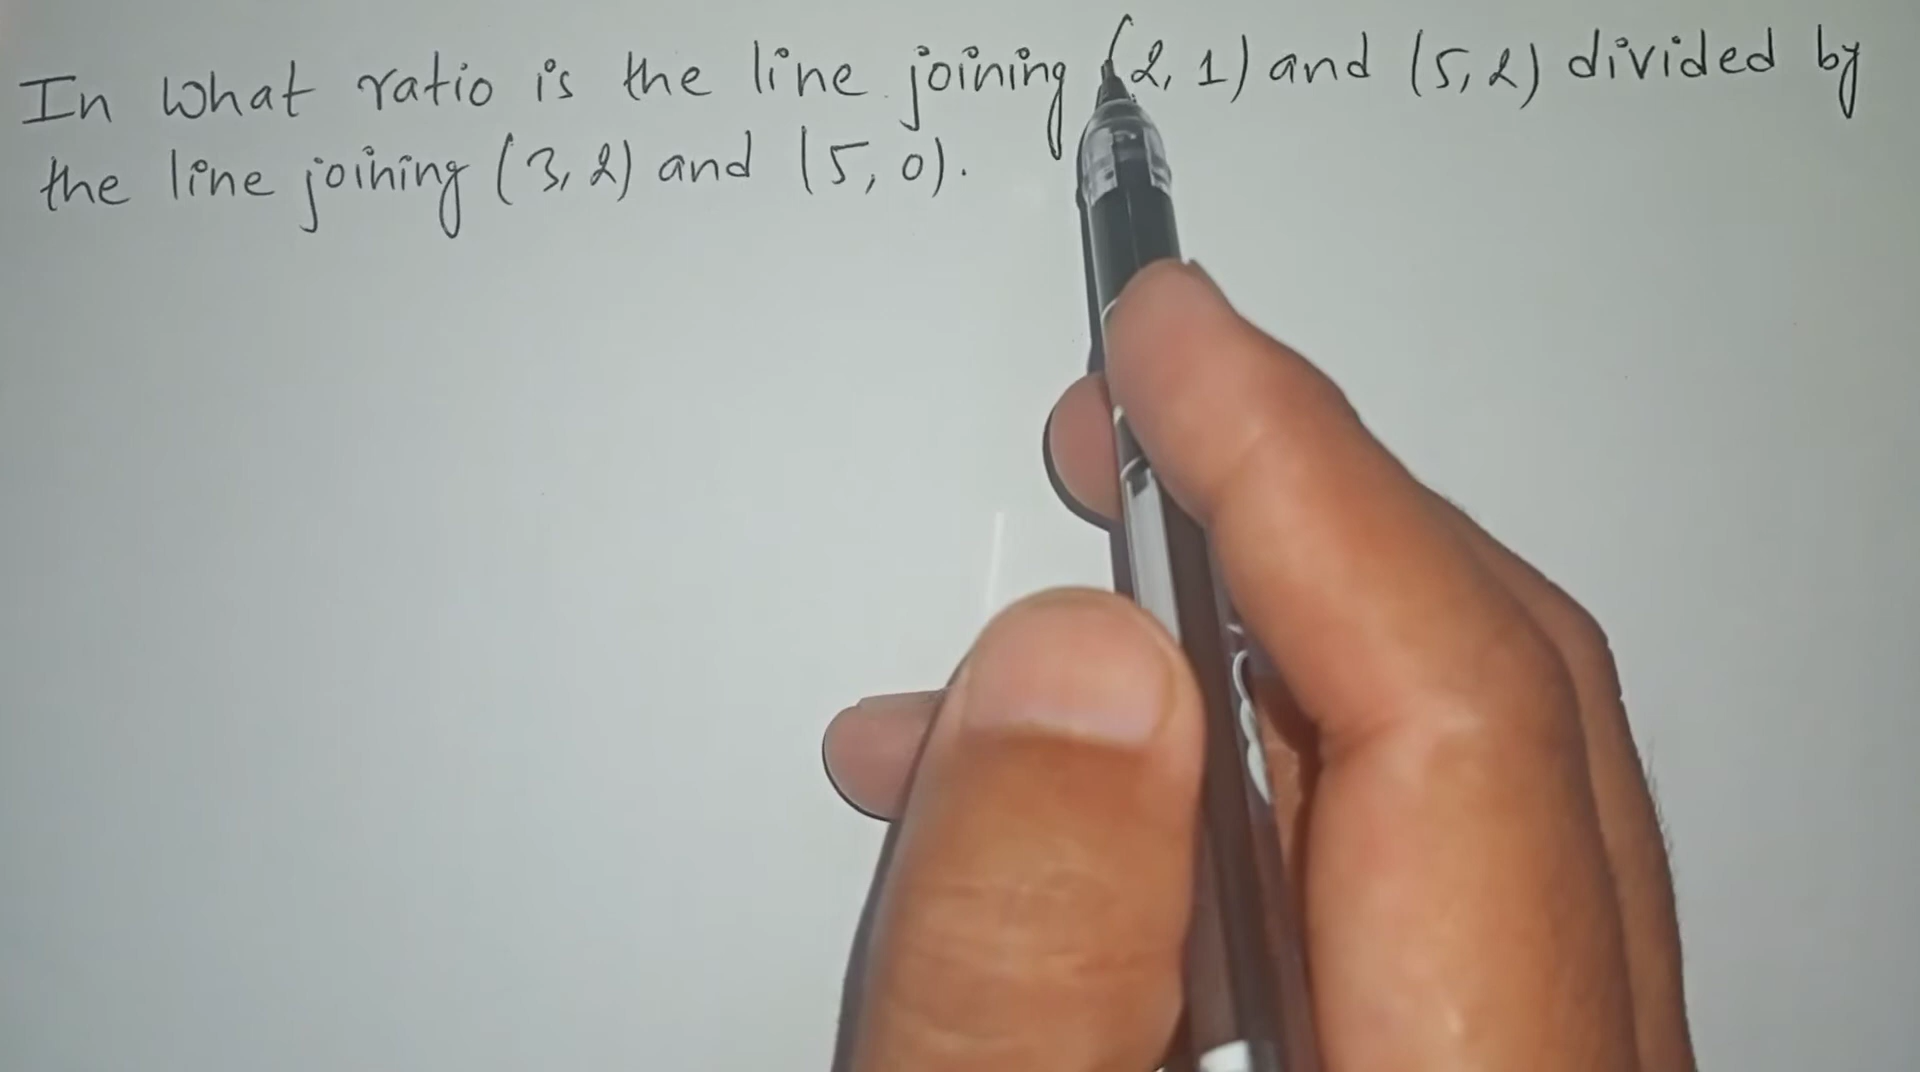 In what ratio is the line joining (2, 1) and (5, 2) divided by
the line joining (3, 2) and (5, 0).